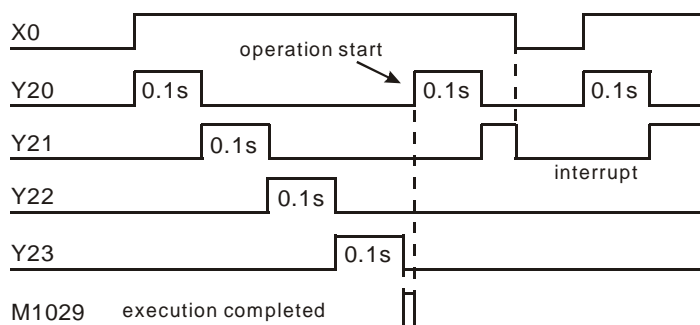 X0
operation start
Y20 0.1s 0.1s 0.1s
Y21 0.1s
interrupt
Y22 0.1s
Y23 0.1s
M1029 execution completed